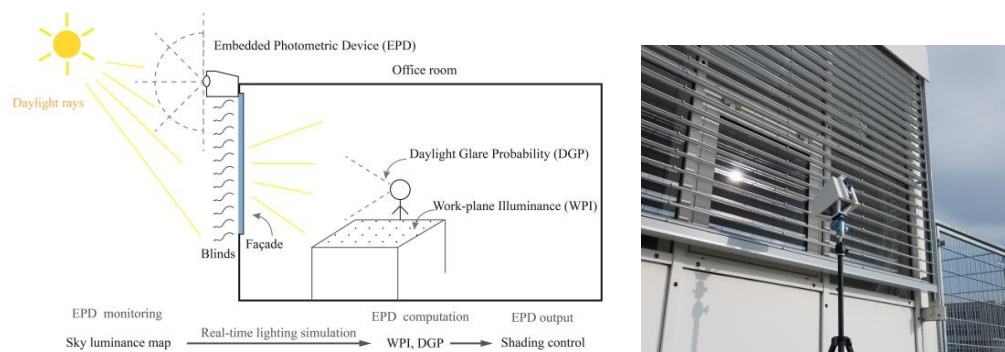 Embedded Photometric Device (EPD)
Office room
Daylight rays
Daylight Glare Probability (DGP)
Work-plane Illuminance (WPI)
Façade
Blinds
EPD monitoring
EPD computation
EPD output
Sky luminance map
Real-time lighting simulation
WPI, DGP
Shading control